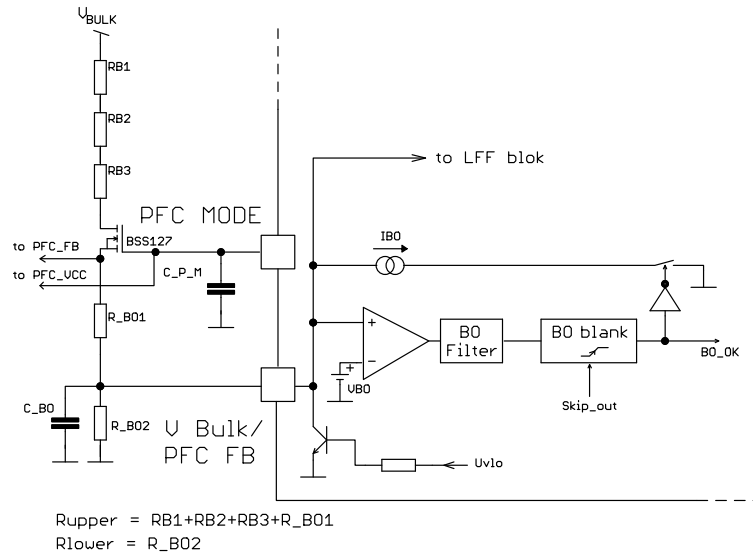 VBULK
RB1
RB2
RB3
PFC MODE
to PFC_FB
BSS127
to PFC_VCC
C_P_M
R_BO1
C_BO
R_BO2
V Bulk/
PFC FB
to LFF blok
IBO
+
-
+
VBO
BO
Filter
BO blank
Skip_out
BO_OK
Uvlo
Rupper = RB1+RB2+RB3+R_BO1
Rlower = R_BO2